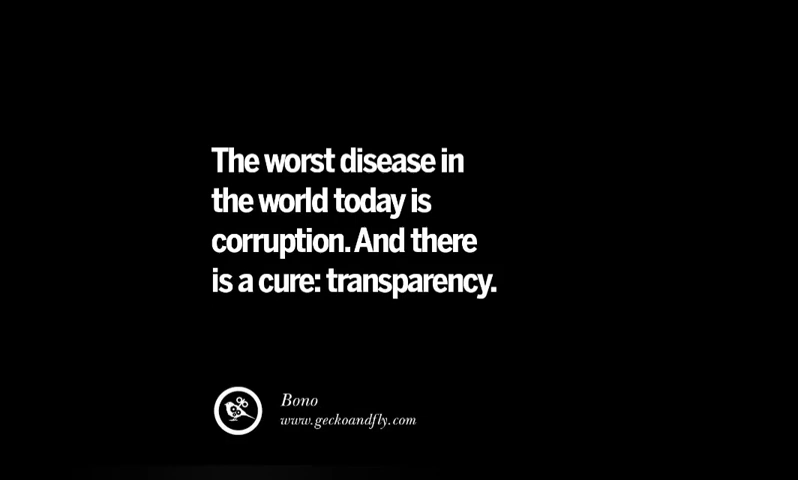 The worst disease in
the world today is
corruption. And there
is a cure: transparency.
Bono
www.geckoandfly.com